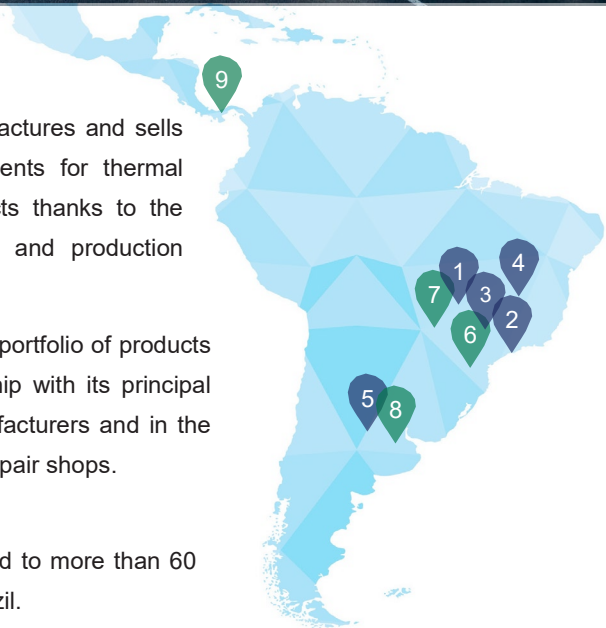 9
actures and sells
ents for thermal
ts thanks to the
and production
1
4
7
3
2
6
portfolio of products
ip with its principal
facturers and in the
pair shops.
5
8
d to more than 60
zil.